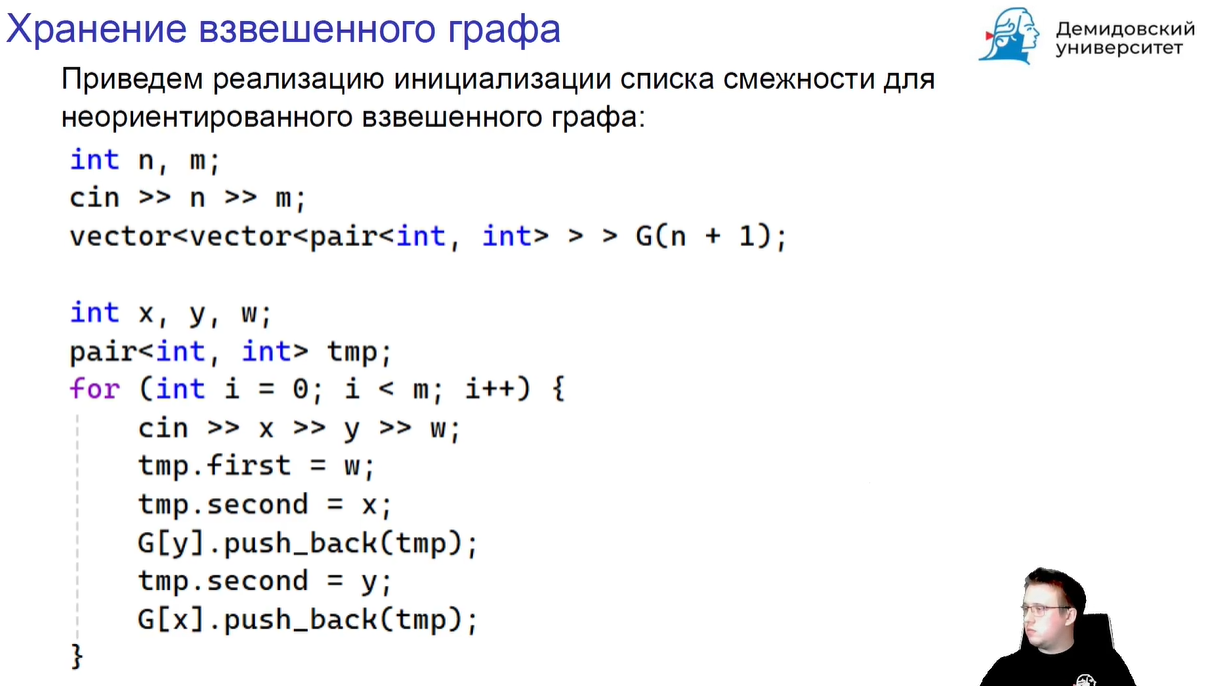 Хранение взвешенного графа
Демидовский
университет
Приведем реализацию инициализации списка смежности для
неориентированного взвешенного графа:
int n, m;
cin >> n >> m;
vector<vector<pair<int, int> > > G(n + 1);
int x, y, w;
pair<int, int> tmp;
for (int i = 0; i < m; i++) {
cin >> x >> y >> w;
tmp.first = w;
tmp.second = x;
G[y].push_back(tmp);
tmp.second = y;
G[x].push_back(tmp);
}